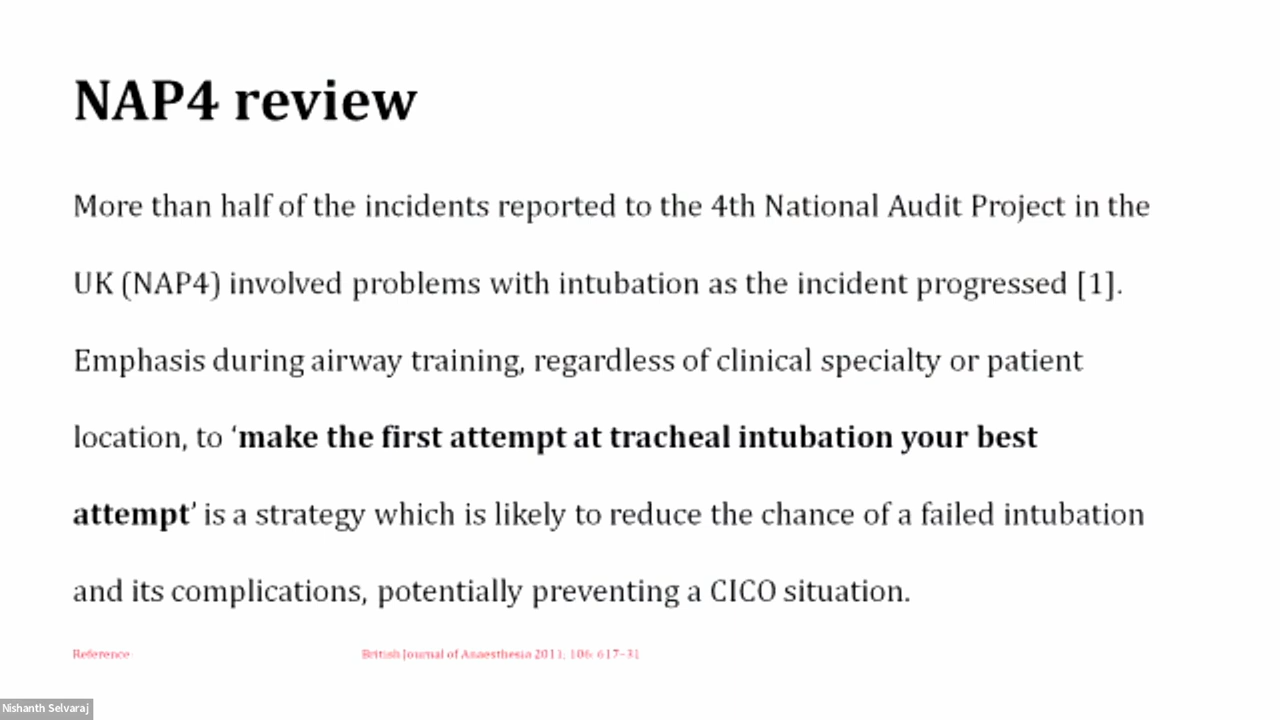 NAP4 review
More than half of the incidents reported to the 4th National Audit Project in the
UK (NAP4) involved problems with intubation as the incident progressed [1].
Emphasis during airway training, regardless of clinical specialty or patient
location, to ‘make the first attempt at tracheal intubation your best
attempt’ is a strategy which is likely to reduce the chance of a failed intubation
and its complications, potentially preventing a CICO situation.
Reference British Journal of Anaesthesia 2011; 106: 617–31
Nishanth Selvaraj